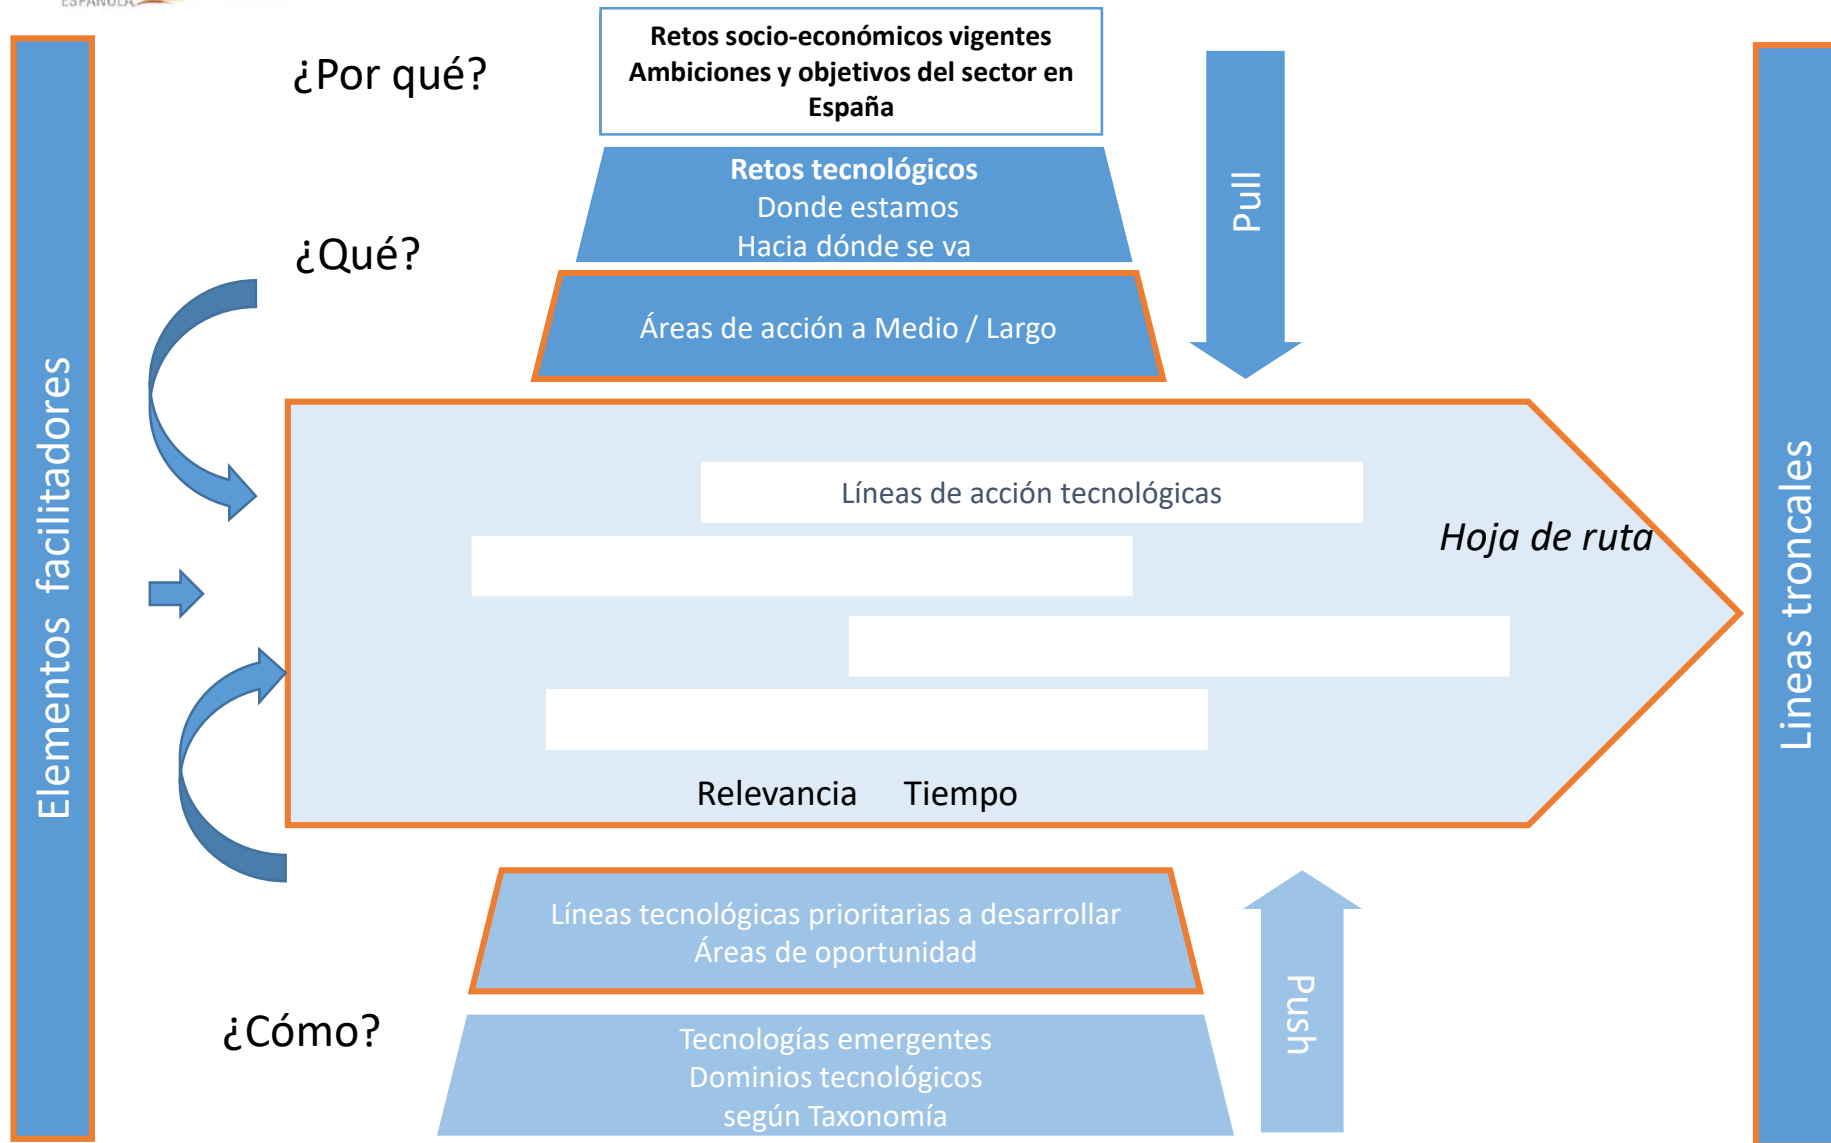 ESPAÑOLA
¿Por qué?
Retos socio-económicos vigentes
Ambiciones y objetivos del sector en
España
Retos tecnológicos
Donde estamos
Hacia dónde se va
¿Qué?
Áreas de acción a Medio / Largo
Pull
Elementos facilitadores
Líneas de acción tecnológicas
Hoja de ruta
Relevancia Tiempo
Lineas troncales
Líneas tecnológicas prioritarias a desarrollar
Áreas de oportunidad
Push
¿Cómo?
Tecnologías emergentes
Dominios tecnológicos
según Taxonomía